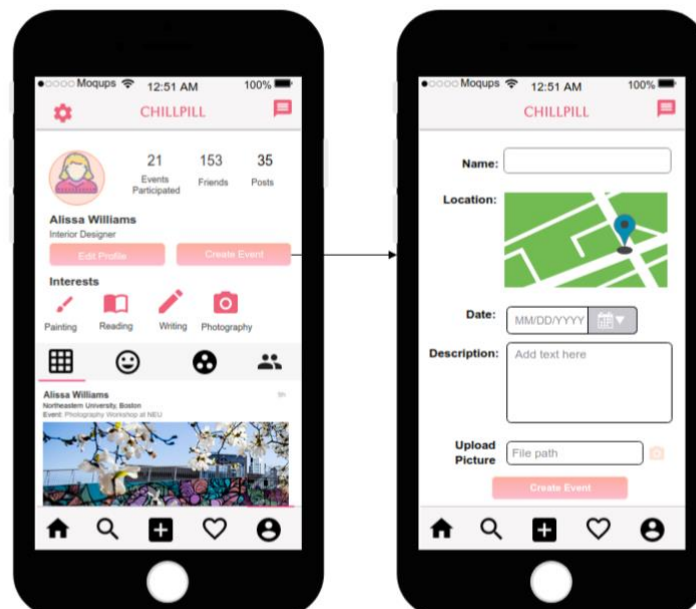 Moqups 12:51 AM 100%
CHILLPILL
21 153 35
Events Participated Friends Posts
Alissa Williams
Interior Designer
Edit Profile Create Event
Interests
Painting Reading Writing Photography
Alissa Williams
Northeastern University, Boston
Event: Photography Workshop at NEU
Moqups 12:51 AM 100%
CHILLPILL
Name:
Location:
Date: MM/DD/YYYY
Description: Add text here
Upload
Picture File path
Create Event